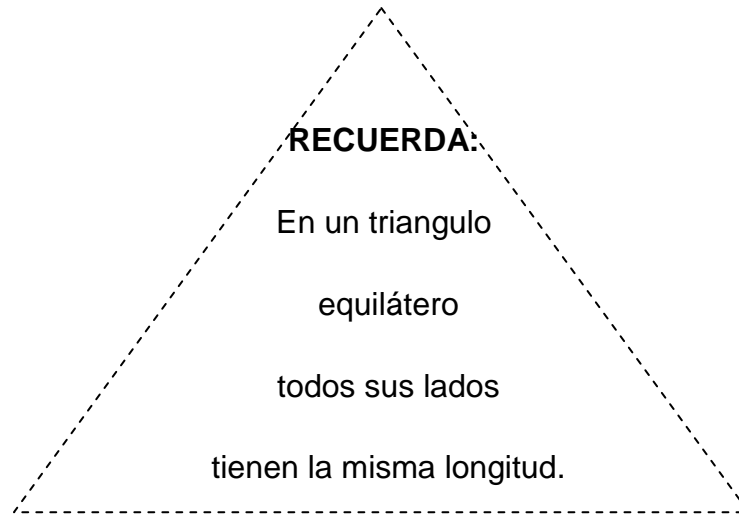 RECUERDA:
En un triangulo
equilátero
todos sus lados
tienen la misma longitud.